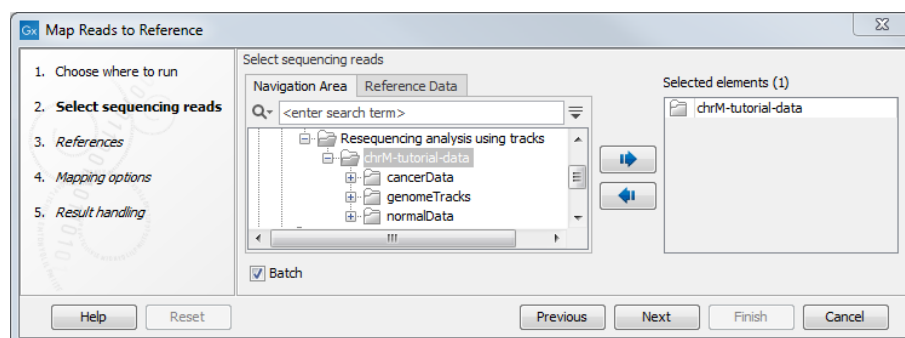 Gx Map Reads to Reference
1. Choose where to run
2. Select sequencing reads
3. References
4. Mapping options
5. Result handling
Select sequencing reads
Navigation Area Reference Data
<enter search term>
Resequencing analysis using tracks
chrM-tutorial-data
cancerData
genomeTracks
normalData
Batch
Selected elements (1)
chrM-tutorial-data
Help Reset Previous Next Finish Cancel